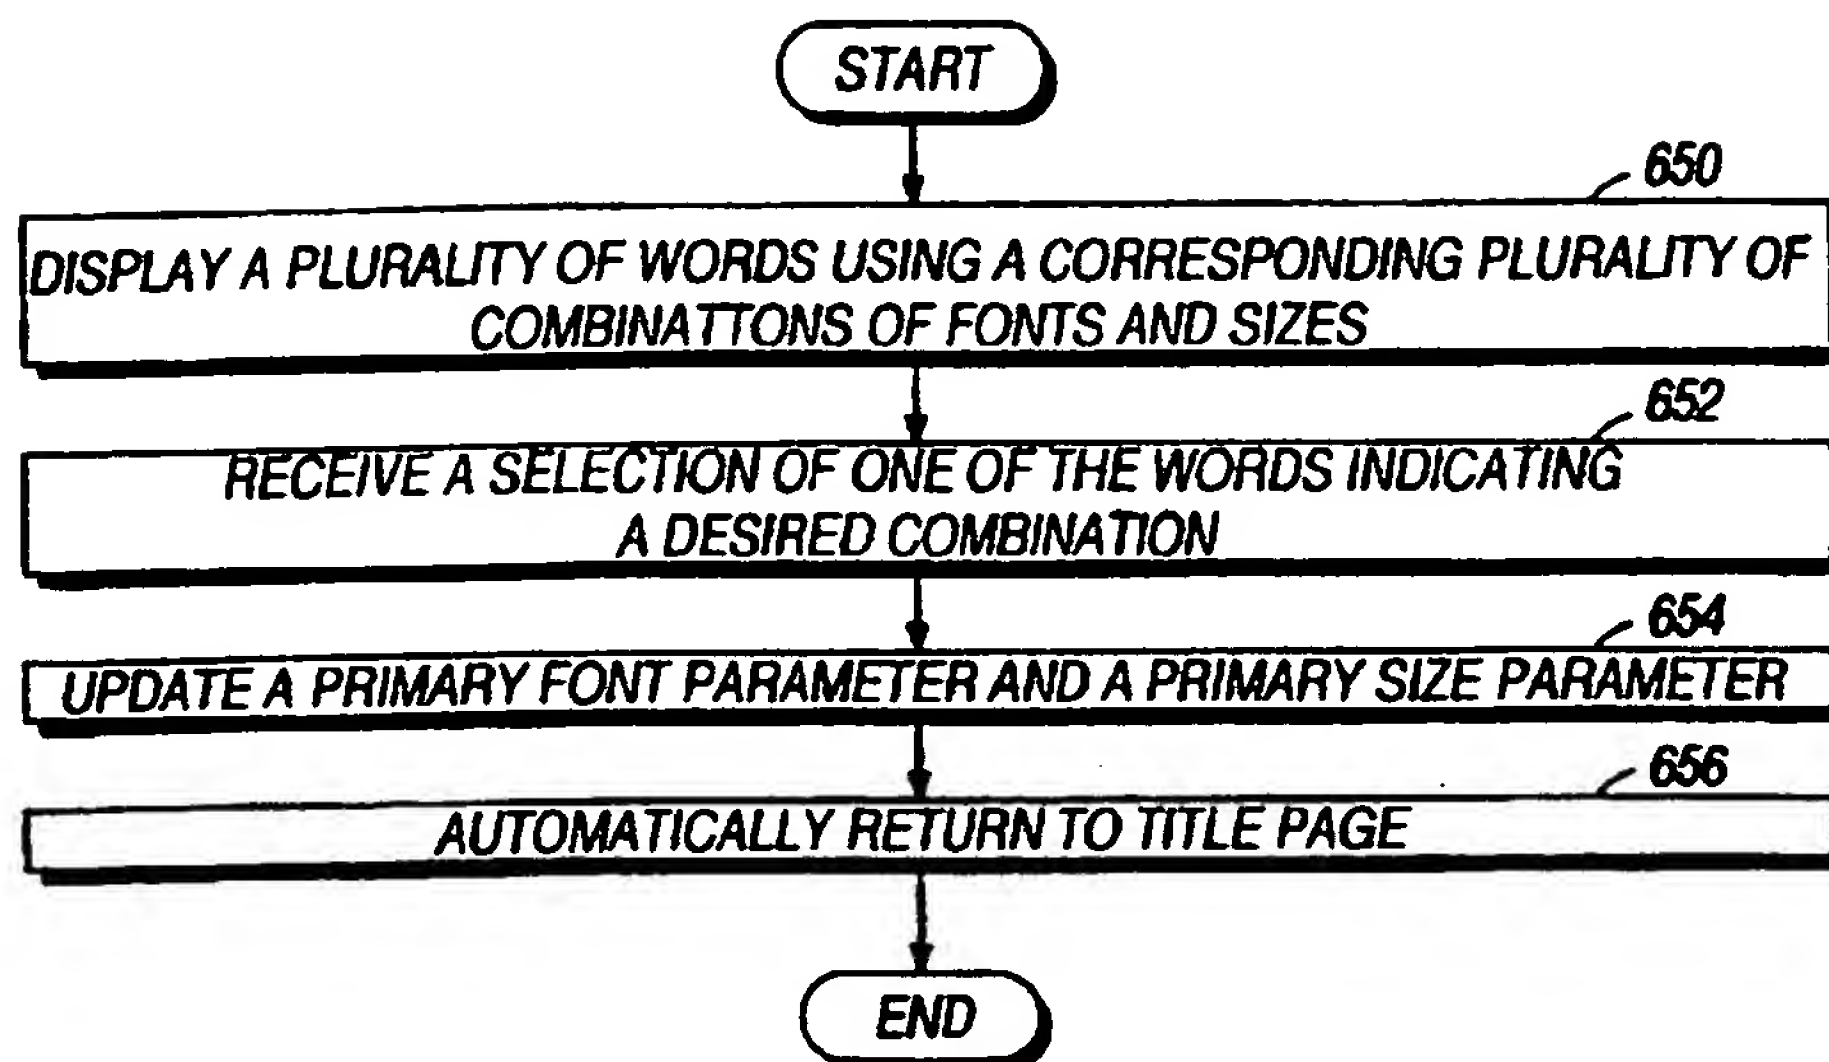 START
650
DISPLAY A PLURALITY OF WORDS USING A CORRESPONDING PLURALITY OF
COMBINATTONS OF FONTS AND SIZES
652
RECEIVE A SELECTION OF ONE OF THE WORDS INDICATING
A DESIRED COMBINATION
654
UPDATE A PRIMARY FONT PARAMETER AND A PRIMARY SIZE PARAMETER
656
AUTOMATICALLY RETURN TO TITLE PAGE
END